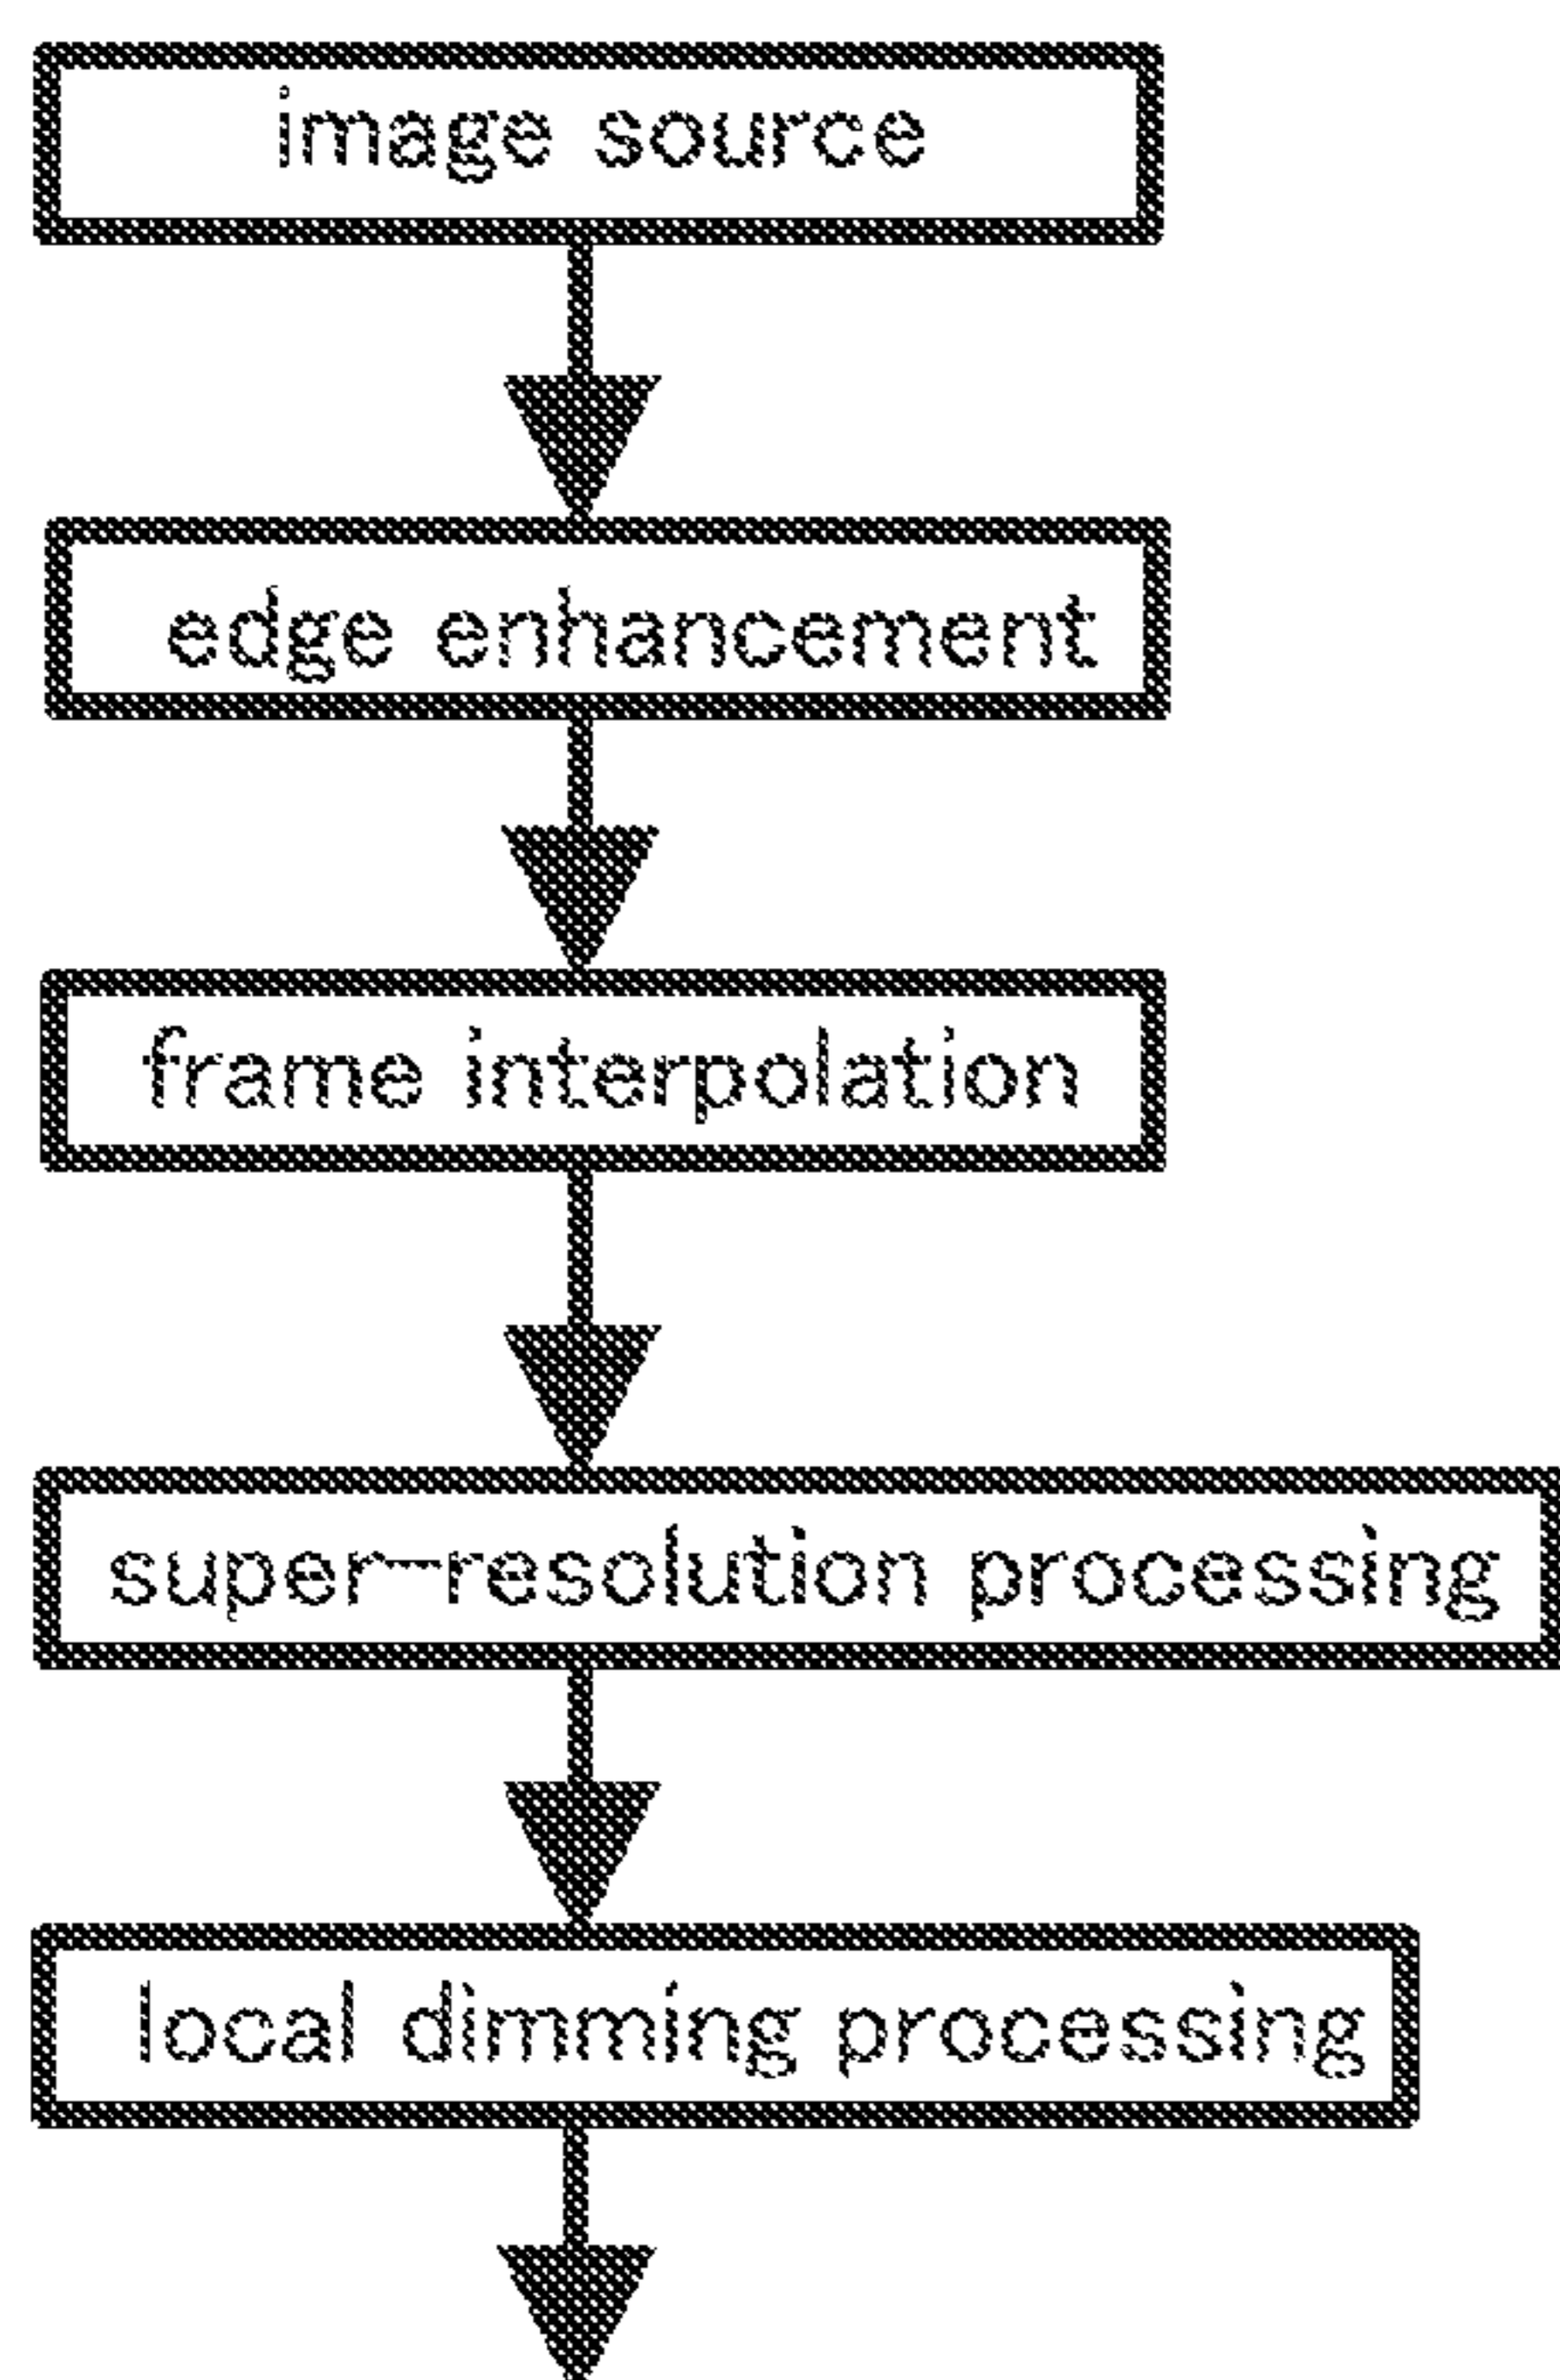 image source
edge enhancement
frame interpolation
super-resolution processing
local dimming processing